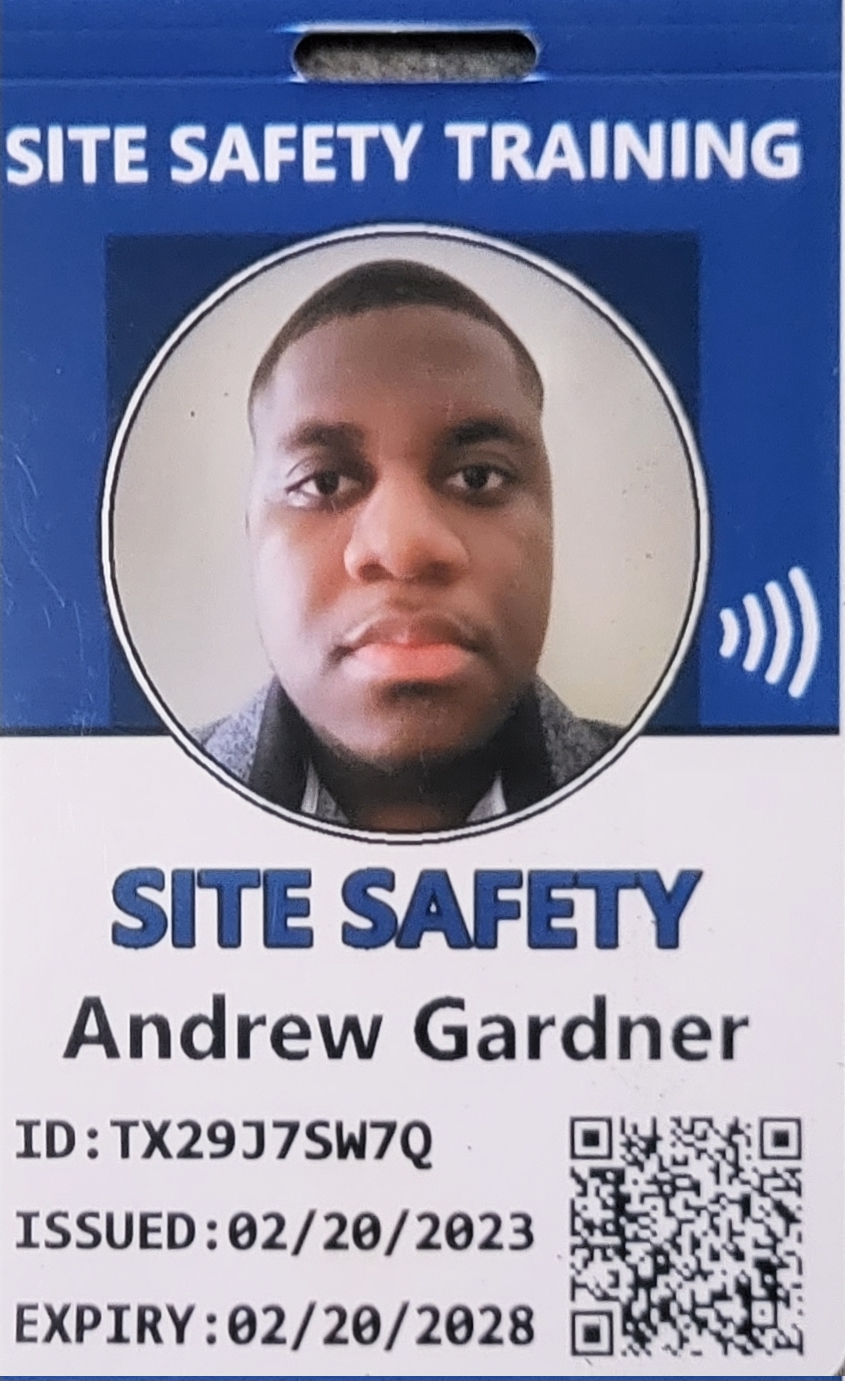 SITE SAFETY TRAINING
SITE SAFETY
Andrew Gardner
ID:TX29J7SW7Q
ISSUED:02/20/2023
EXPIRY:02/20/2028